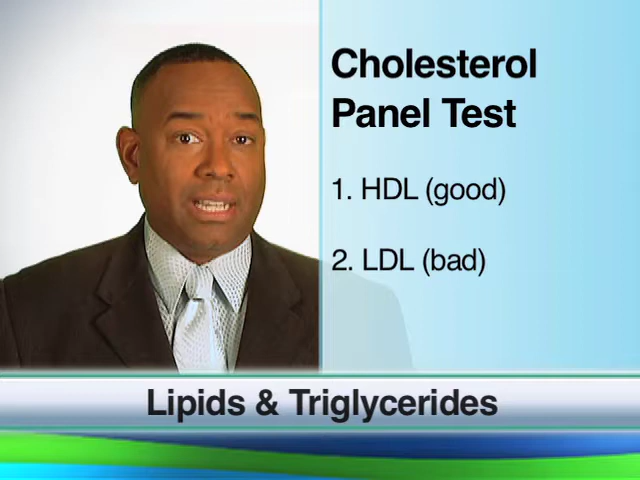 Cholesterol
Panel Test
1. HDL (good)
2. LDL (bad)
Lipids & Triglycerides